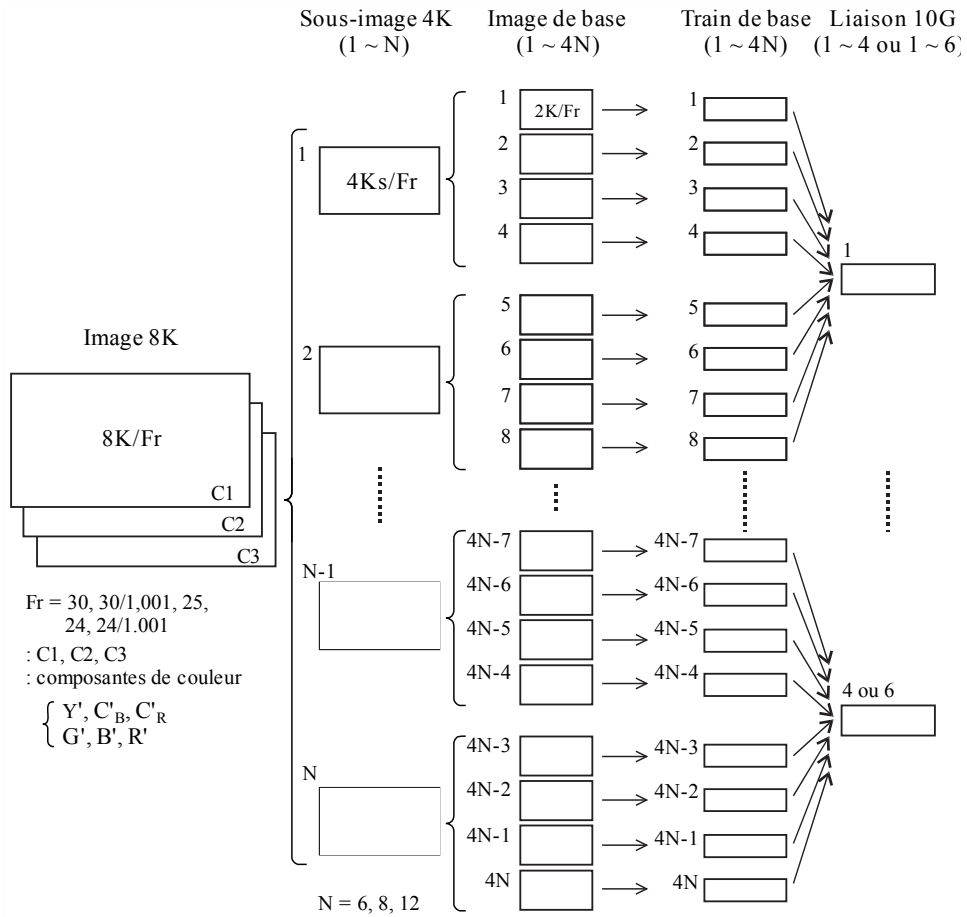 Sous-image 4K
(1 ~ N)
Image de base
(1 ~ 4N)
Train de base
(1 ~ 4N)
Liaison 10G
(1 ~ 4 ou 1 ~ 6)
Image 8K
8K/Fr
C1
C2
C3
Fr = 30, 30/1,001, 25,
24, 24/1.001
: C1, C2, C3
: composantes de couleur
Y', C'B, C'R
G', B', R'
1
4Ks/Fr
2
N-1
N
N = 6, 8, 12
1
2K/Fr
2
3
4
5
6
7
8
4N-7
4N-6
4N-5
4N-4
4N-3
4N-2
4N-1
4N
1
2
3
4
5
6
7
8
4N-7
4N-6
4N-5
4N-4
4N-3
4N-2
4N-1
4N
1
4 ou 6